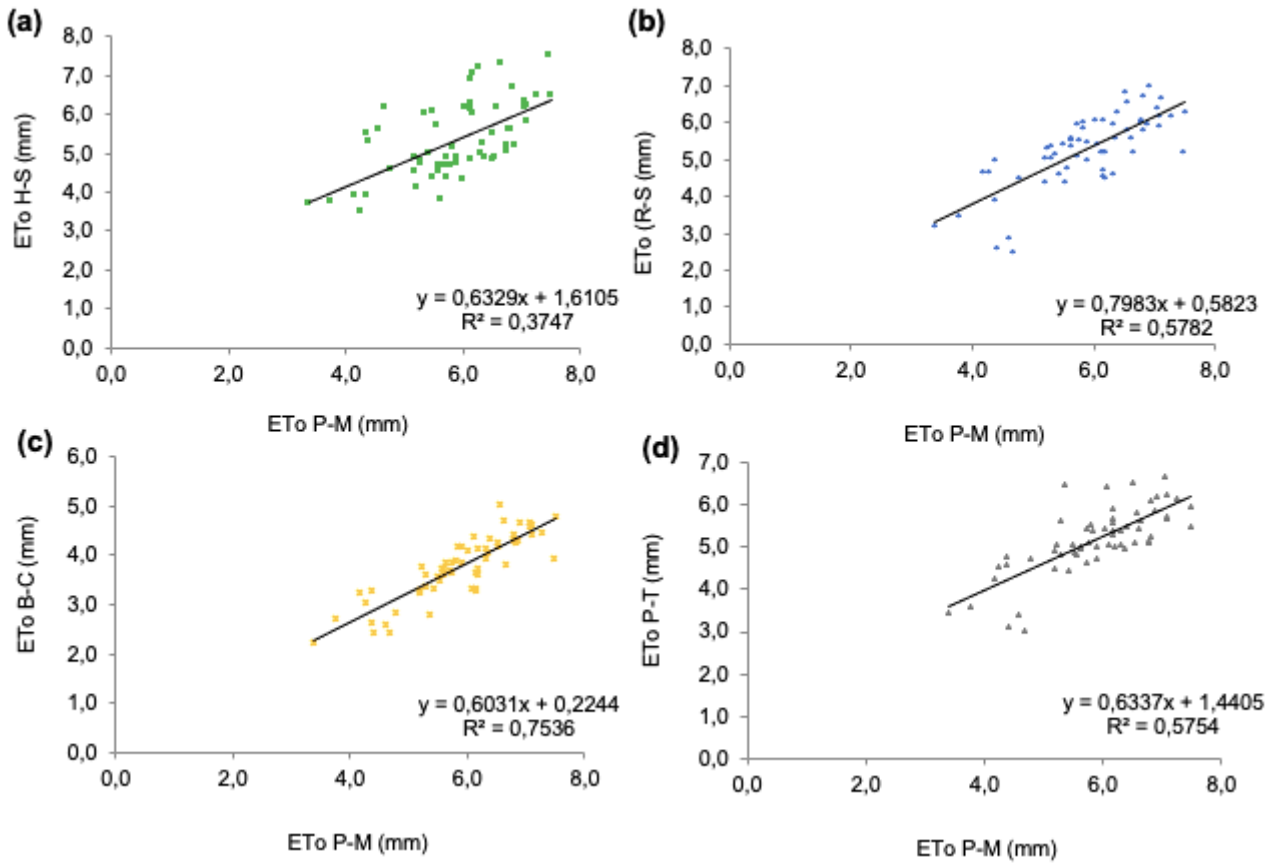 (a)
8,0
7,0
6,0
5,0
4,0
3,0
2,0
1,0
0,0
ETo H-S (mm)
y = 0,6329x + 1,6105
R² = 0,3747
0,0 2,0 4,0 6,0 8,0
ETo P-M (mm)
(b)
8,0
7,0
6,0
5,0
4,0
3,0
2,0
1,0
0,0
ETo (R-S (mm)
y = 0,7983x + 0,5823
R² = 0,5782
0,0 2,0 4,0 6,0 8,0
ETo P-M (mm)
(c)
6,0
5,0
4,0
3,0
2,0
1,0
0,0
ETo B-C (mm)
y = 0,6031x + 0,2244
R² = 0,7536
0,0 2,0 4,0 6,0 8,0
ETo P-M (mm)
(d)
7,0
6,0
5,0
4,0
3,0
2,0
1,0
0,0
ETo P-T (mm)
y = 0,6337x + 1,4405
R² = 0,5754
0,0 2,0 4,0 6,0 8,0
ETo P-M (mm)